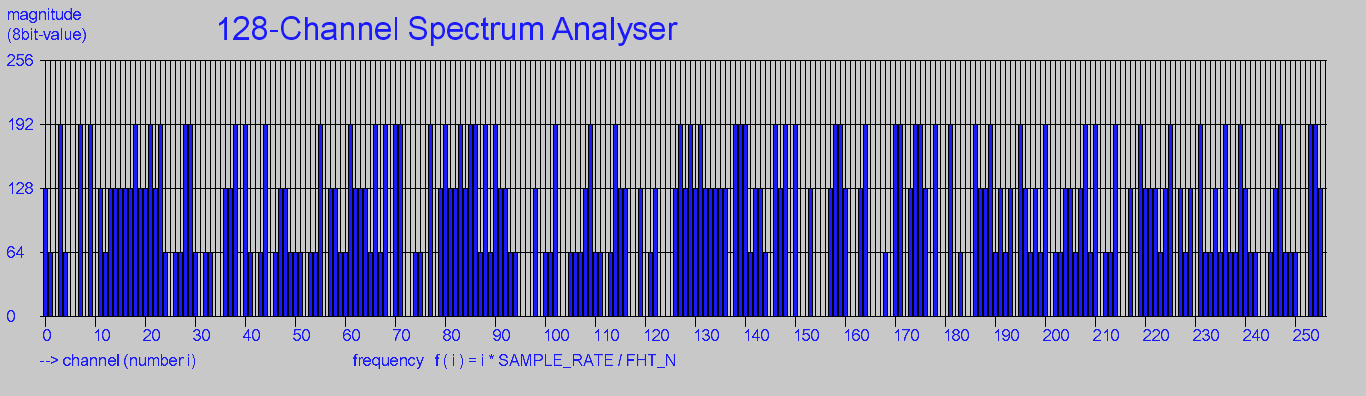 magnitude
(8bit-value)
128-Channel Spectrum Analyser
256
192
128
64
0
0 10 20 30 40 50 60 70 80 90 100 110 120 130 140 150 160 170 180 190 200 210 220 230 240 250
--> channel (number i) frequency f ( i ) = i * SAMPLE_RATE / FHT_N